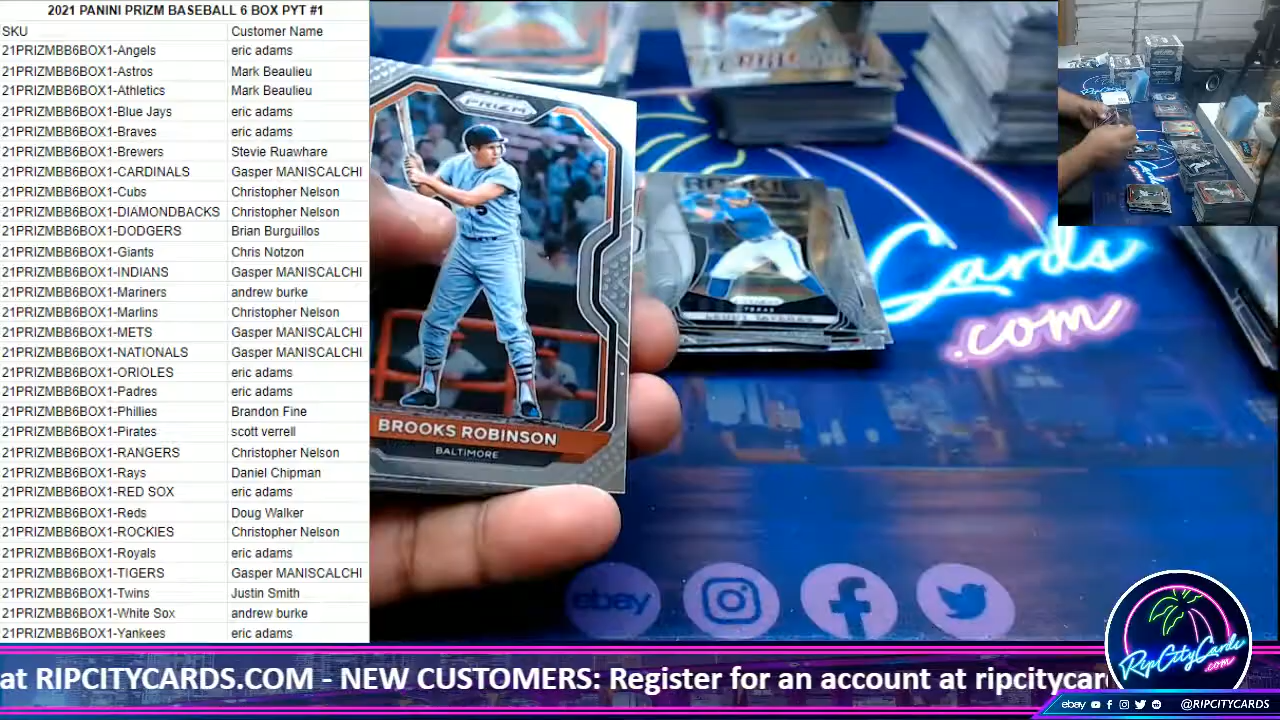 2021 PANINI PRIZM BASEBALL 6 BOX PYT #1
SKU Customer Name
21PRIZMBB6BOX1-Angels eric adams
21PRIZMBB6BOX1-Astros Mark Beaulieu
21PRIZMBB6BOX1-Athletics Mark Beaulieu
21PRIZMBB6BOX1-Blue Jays eric adams
21PRIZMBB6BOX1-Braves eric adams
21PRIZMBB6BOX1-Brewers Stevie Ruawhare
21PRIZMBB6BOX1-CARDINALS Gasper MANISCALCHI
21PRIZMBB6BOX1-Cubs Christopher Nelson
21PRIZMBB6BOX1-DIAMONDBACKS Christopher Nelson
21PRIZMBB6BOX1-DODGERS Brian Burguillos
21PRIZMBB6BOX1-Giants Chris Notzon
21PRIZMBB6BOX1-INDIANS Gasper MANISCALCHI
21PRIZMBB6BOX1-Mariners andrew burke
21PRIZMBB6BOX1-Marlins Christopher Nelson
21PRIZMBB6BOX1-METS Gasper MANISCALCHI
21PRIZMBB6BOX1-NATIONALS Gasper MANISCALCHI
21PRIZMBB6BOX1-ORIOLES eric adams
21PRIZMBB6BOX1-Padres eric adams
21PRIZMBB6BOX1-Phillies Brandon Fine
21PRIZMBB6BOX1-Pirates scott verrell
21PRIZMBB6BOX1-RANGERS Christopher Nelson
21PRIZMBB6BOX1-Rays Daniel Chipman
21PRIZMBB6BOX1-RED SOX eric adams
21PRIZMBB6BOX1-Reds Doug Walker
21PRIZMBB6BOX1-ROCKIES Christopher Nelson
21PRIZMBB6BOX1-Royals eric adams
21PRIZMBB6BOX1-TIGERS Gasper MANISCALCHI
21PRIZMBB6BOX1-Twins Justin Smith
21PRIZMBB6BOX1-White Sox andrew burke
21PRIZMBB6BOX1-Yankees eric adams
PRIZM
BROOKS ROBINSON
BALTIMORE
ROOKIE
TEXAS
Cards
.com
ebay
at RIPCITYCARDS.COM - NEW CUSTOMERS: Register for an account at ripcitycar
RipCityCards
.com
ebay @RIPCITYCARDS